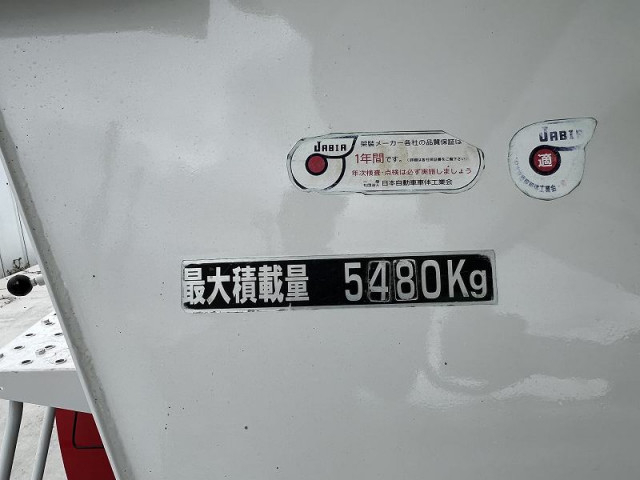 JABIA
架装メーカー各社の品質保証は
1年間です。
年次検査・点検は必ず実施しましょう
日本自動車車体工業会
JABIA
適
最大積載量 5480Kg